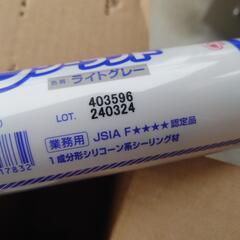 色調 ライトグレー
403596
LOT. 240324
業務用 JSIA F★★★★ 認定品
1成分形シリコーン系シーリング材
17832